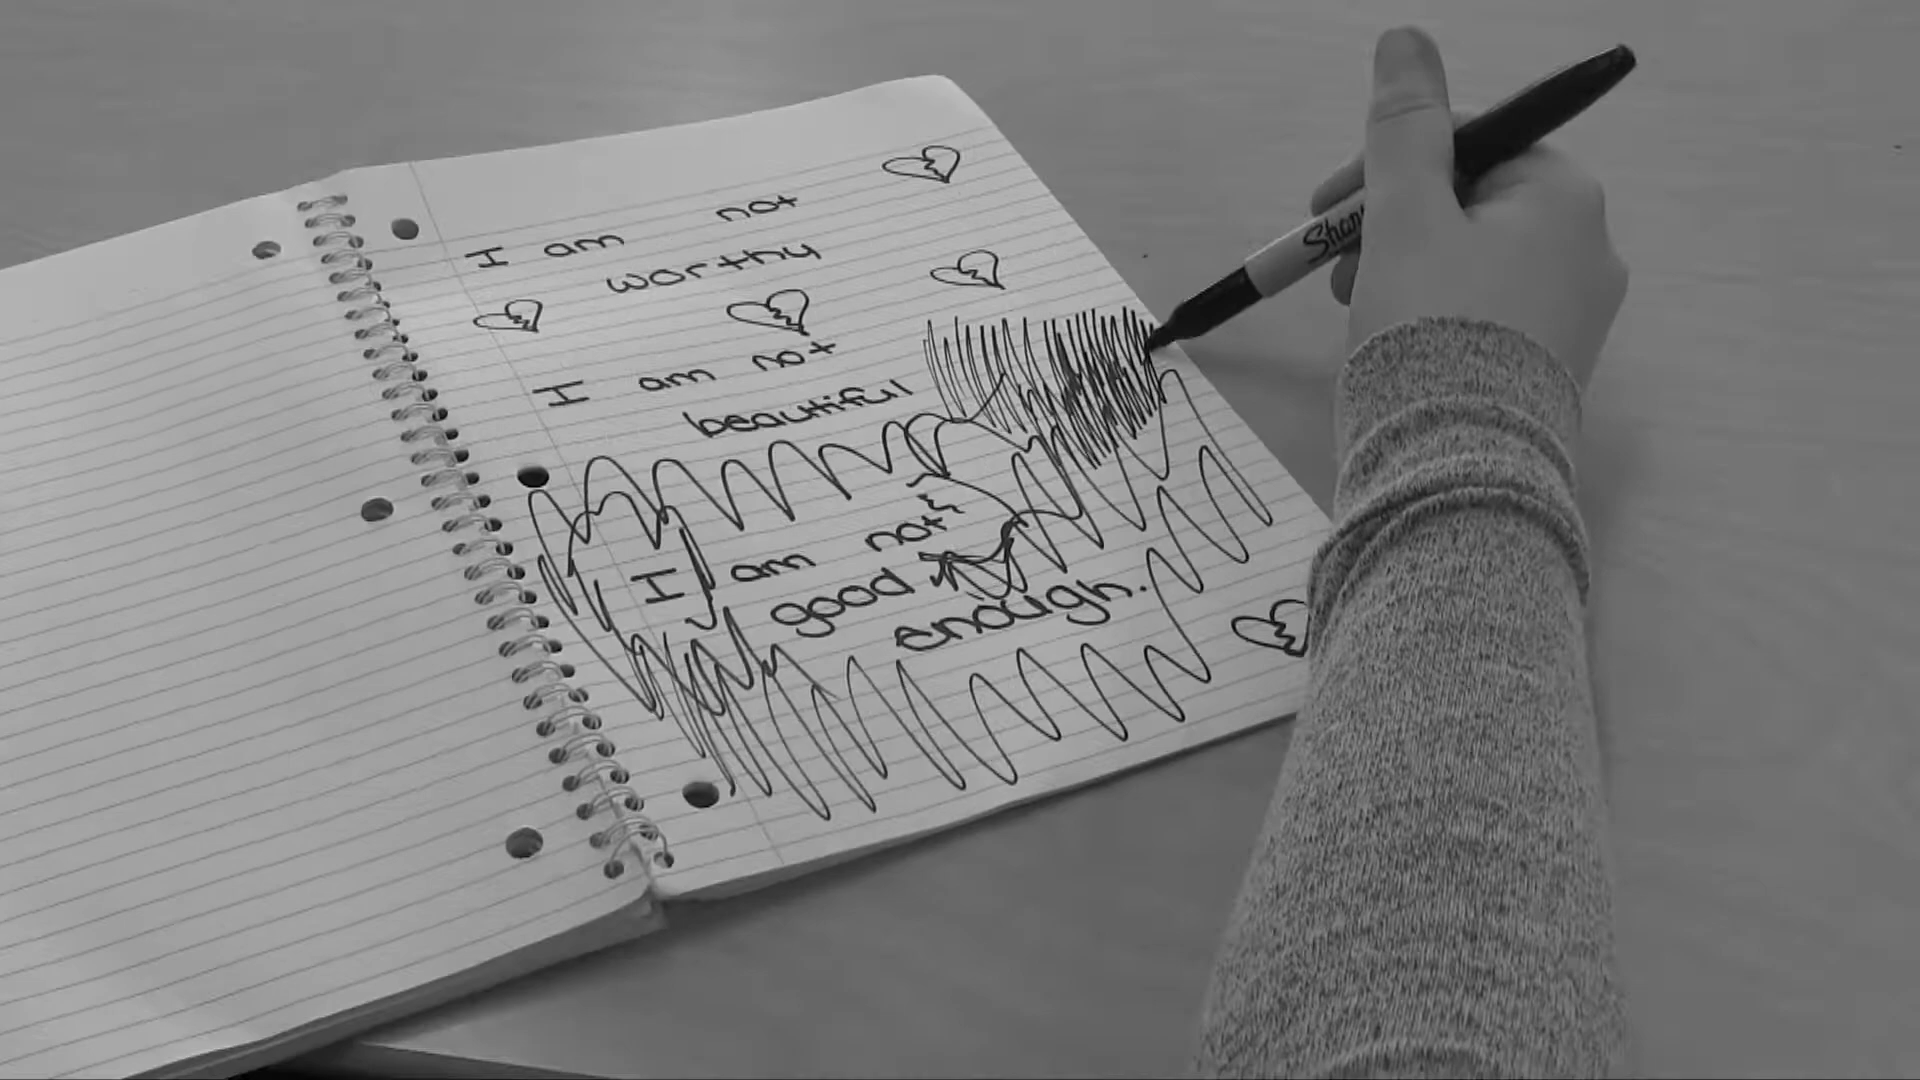 I am not
worthy
I am not
beautiful
I am not
good
enough.